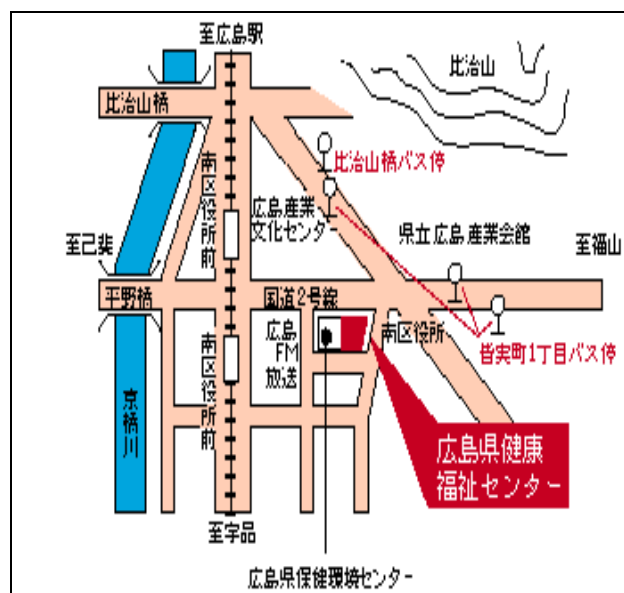 至広島駅
比治山
比治山橋
比治山橋バス停
南区役所前
広島産業
文化センター
県立広島産業会館
至己斐
至福山
平野橋
国道2号線
広島
FM
放送
南区役所
皆実町1丁目バス停
南区役所前
京橋川
広島県健康
福祉センター
至宇品
広島県保健環境センター